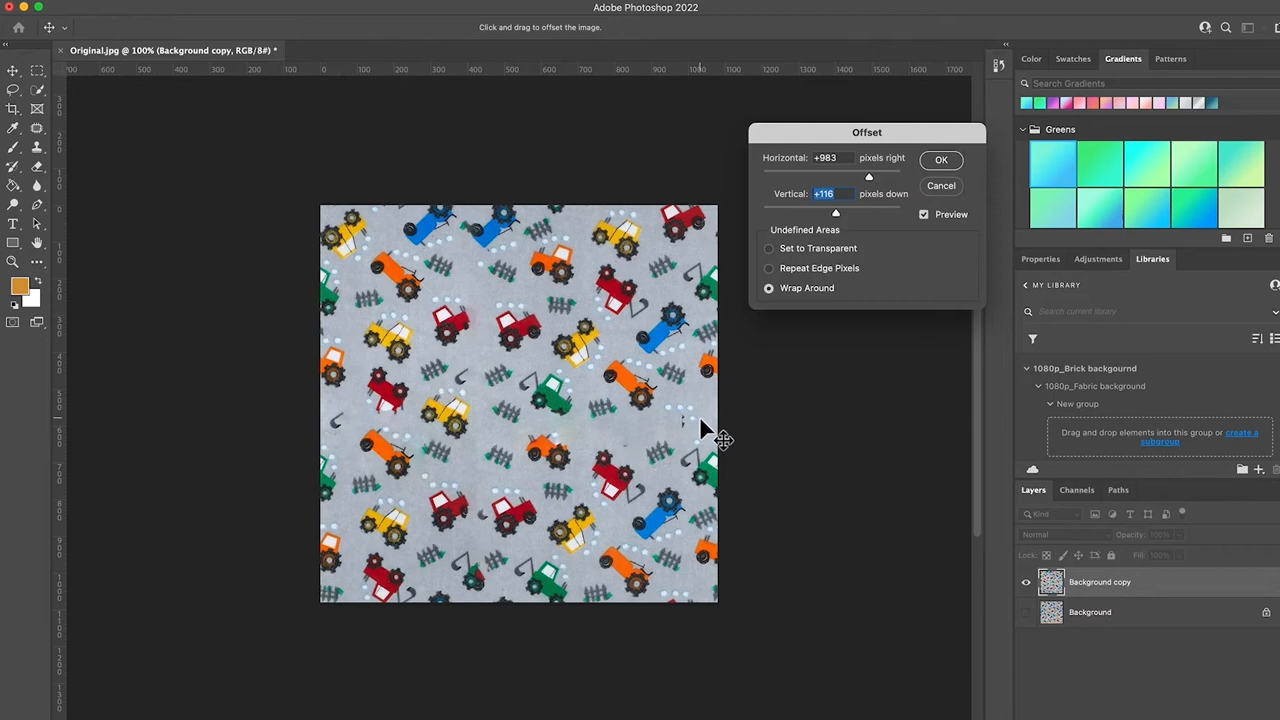 Adobe Photoshop 2022
Click and drag to offset the image.
Original.jpg @ 100% (Background copy, RGB/8#) *
Color Swatches Gradients Patterns
Search Gradients
Greens
Offset
Horizontal: +983 pixels right OK
Vertical: +116 pixels down Cancel
Preview
Undefined Areas
Set to Transparent
Repeat Edge Pixels
Wrap Around
Properties Adjustments Libraries
MY LIBRARY
Search current library
1080p_Brick backgournd
1080p_Fabric background
New group
Drag and drop elements into this group or create a
subgroup
Layers Channels Paths
Kind
Normal Opacity: 100%
Lock: Fill: 100%
Background copy
Background